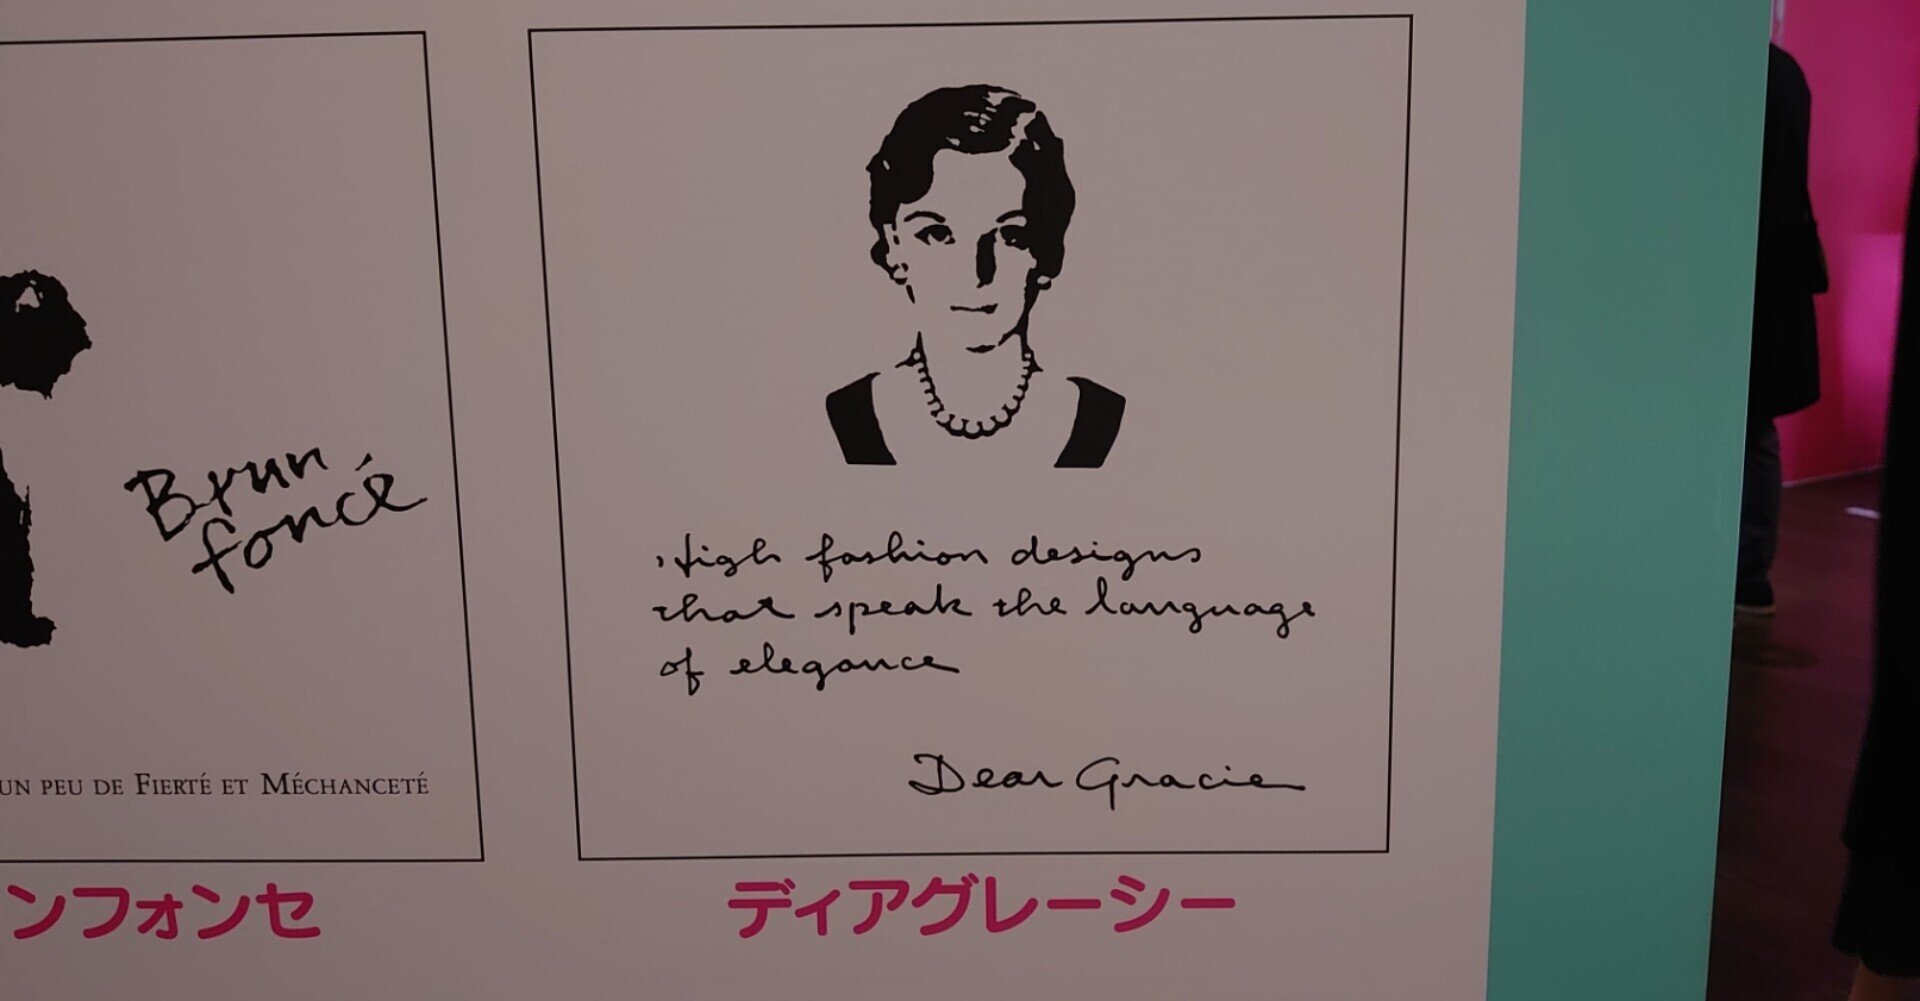 Brun
foncé
UN PEU DE FIERTÉ ET MÉCHANCETÉ
ンフォンセ
High fashion designs
that speak the language
of elegance
Dear Gracie
ディアグレーシー